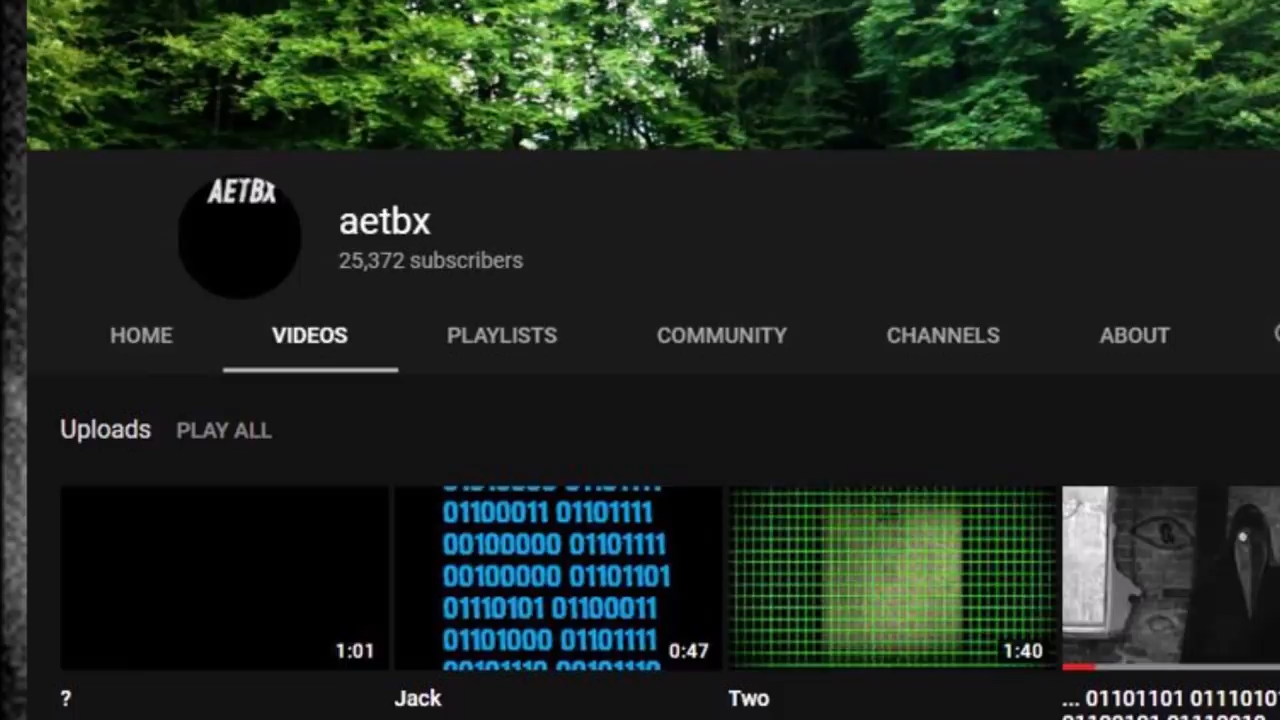 AETBX
aetbx
25,372 subscribers
HOME VIDEOS PLAYLISTS COMMUNITY CHANNELS ABOUT
Uploads PLAY ALL
01100011 01101111
00100000 01101111
00100000 01101101
01110101 01100011
01101000 01101111
1:01 0:47 1:40
? Jack Two ... 01101101 0111010